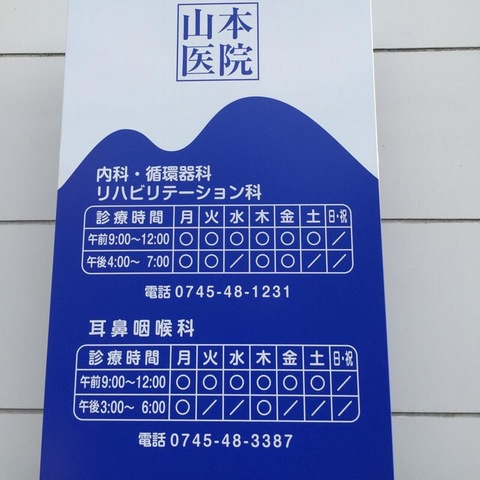 山本
医院
内科・循環器科
リハビリテーション科
診療時間 月 火 水 木 金 土 日・祝
午前9:00～12:00 ○ ○ ○ ○ ○ ○ ／
午後4:00～ 7:00 ○ ○ ／ ○ ○ ／ ／
電話 0745-48-1231
耳鼻咽喉科
診療時間 月 火 水 木 金 土 日・祝
午前9:00～12:00 ○ ○ ○ ○ ○ ○ ／
午後3:00～ 6:00 ○ ／ ／ ○ ／ ／ ／
電話 0745-48-3387